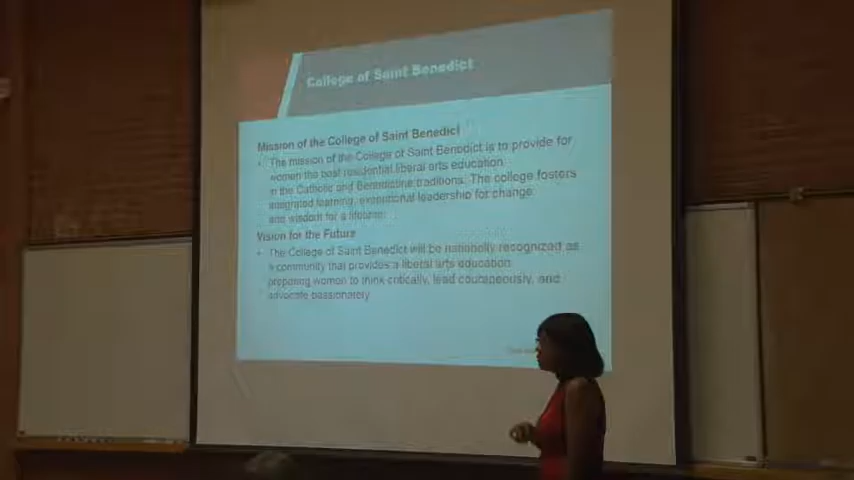 College of Saint Benedict
Mission of the College of Saint Benedict
• The mission of the College of Saint Benedict is to provide for
women the best residential liberal arts education
in the Catholic and Benedictine traditions. The college fosters
integrated learning, exceptional leadership for change,
and wisdom for a lifetime.
Vision for the Future
• The College of Saint Benedict will be nationally recognized as
a community that provides a liberal arts education
preparing women to think critically, lead courageously, and
advocate passionately.